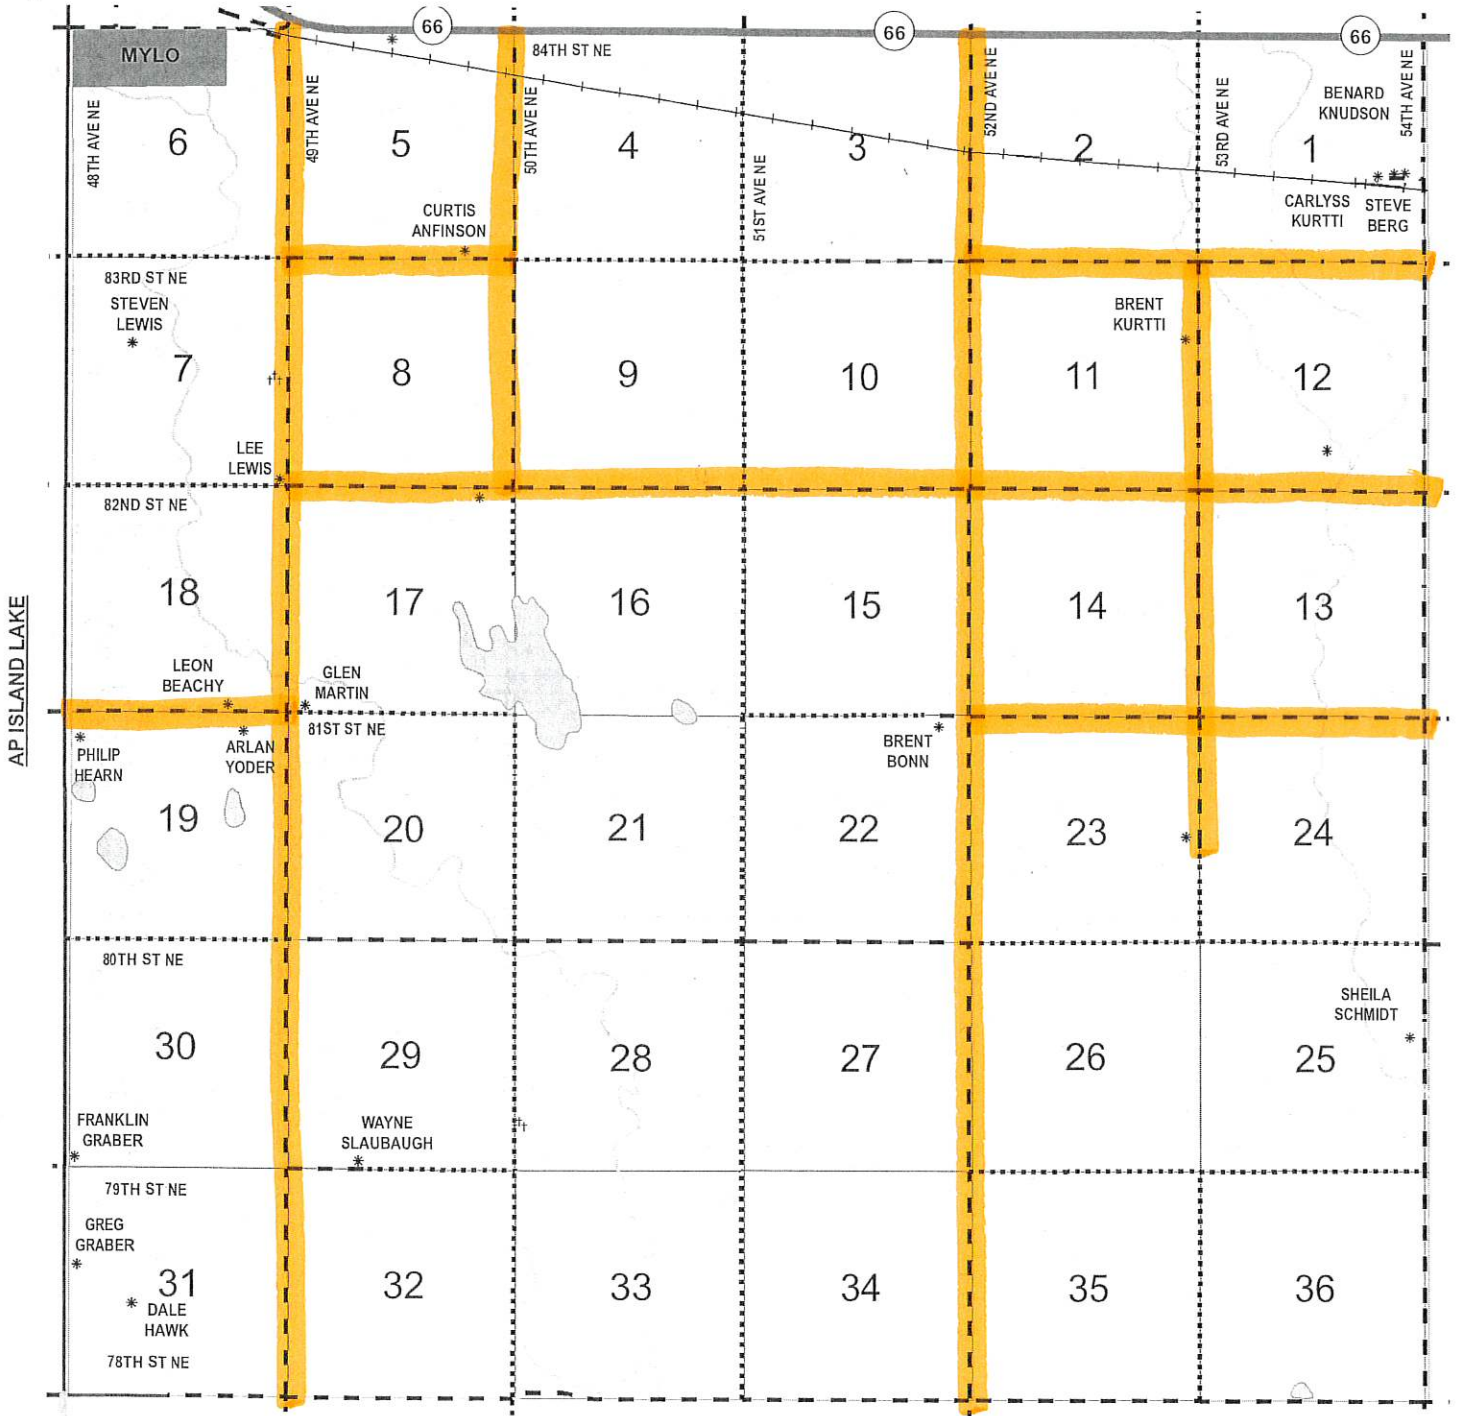 66
66
66
MYLO
84TH ST NE
48TH AVE NE
49TH AVE NE
50TH AVE NE
51ST AVE NE
52ND AVE NE
53RD AVE NE
54TH AVE NE
BENARD
KNUDSON
6
5
4
3
2
1
CURTIS
ANFINSON
CARLYSS
KURTTI
STEVE
BERG
83RD ST NE
STEVEN
LEWIS
BRENT
KURTTI
7
8
9
10
11
12
LEE
LEWIS
82ND ST NE
AP ISLAND LAKE
18
17
16
15
14
13
LEON
BEACHY
GLEN
MARTIN
81ST ST NE
PHILIP
HEARN
ARLAN
YODER
BRENT
BONN
19
20
21
22
23
24
80TH ST NE
SHEILA
SCHMIDT
30
29
28
27
26
25
FRANKLIN
GRABER
WAYNE
SLAUBAUGH
79TH ST NE
GREG
GRABER
31
32
33
34
35
36
DALE
HAWK
78TH ST NE